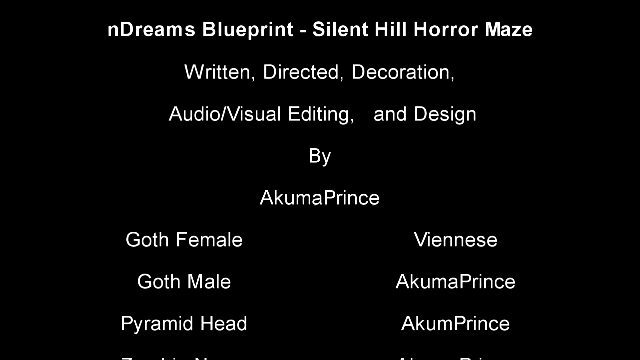 nDreams Blueprint - Silent Hill Horror Maze
Written, Directed, Decoration,
Audio/Visual Editing, and Design
By
AkumaPrince
Goth Female Viennese
Goth Male AkumaPrince
Pyramid Head AkumPrince